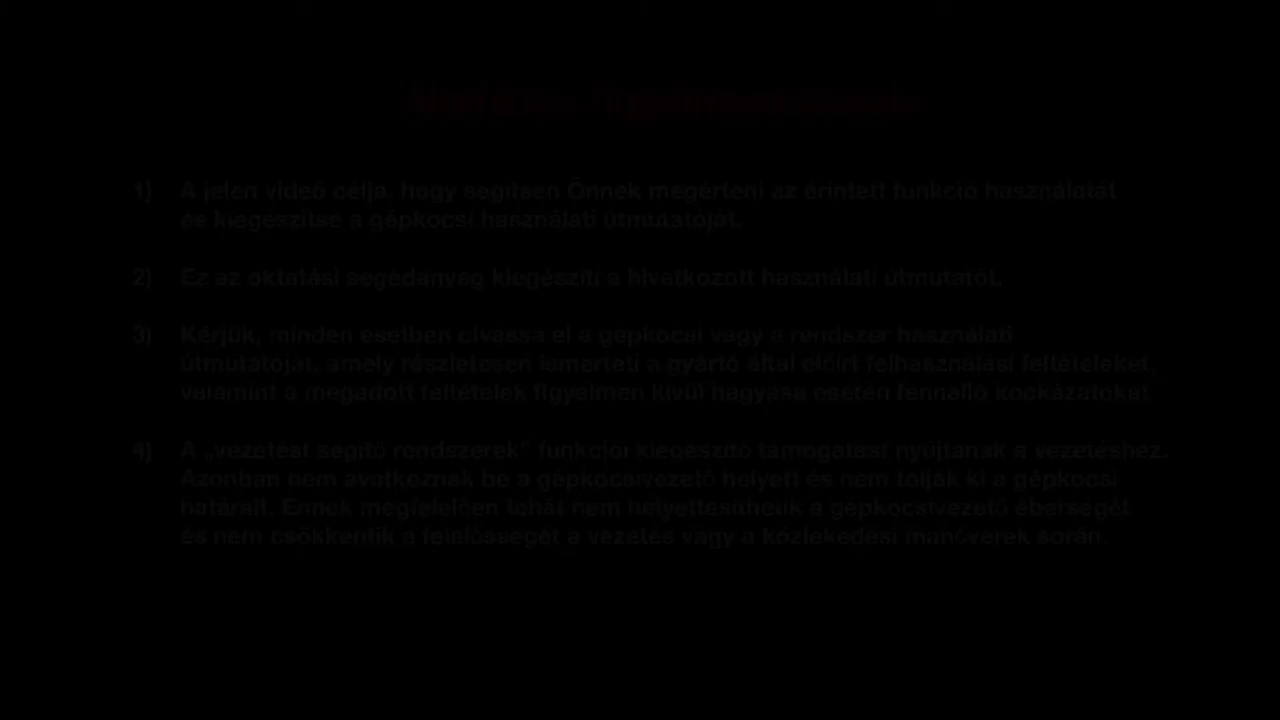 1) A jelen videó célja, hogy segítsen Önnek megérteni az érintett funkció használatát
és kiegészítse a gépkocsi használati útmutatóját.
2) Ez az oktatási segédanyag kiegészíti a hivatkozott használati útmutatót.
3) Kérjük, minden esetben olvassa el a gépkocsi vagy a rendszer használati
útmutatóját, amely részletesen ismerteti a gyártó által előírt felhasználási feltételeket,
valamint a megadott feltételek figyelmen kívül hagyása esetén fennálló kockázatokat.
4) A „vezetést segítő rendszerek” funkciói kiegészítő támogatást nyújtanak a vezetéshez.
Azonban nem avatkoznak be a gépkocsivezető helyett és nem tolják ki a gépkocsi
határait. Ennek megfelelően tehát nem helyettesíthetik a gépkocsivezető éberségét
és nem csökkentik a felelősségét a vezetés vagy a közlekedési manőverek során.